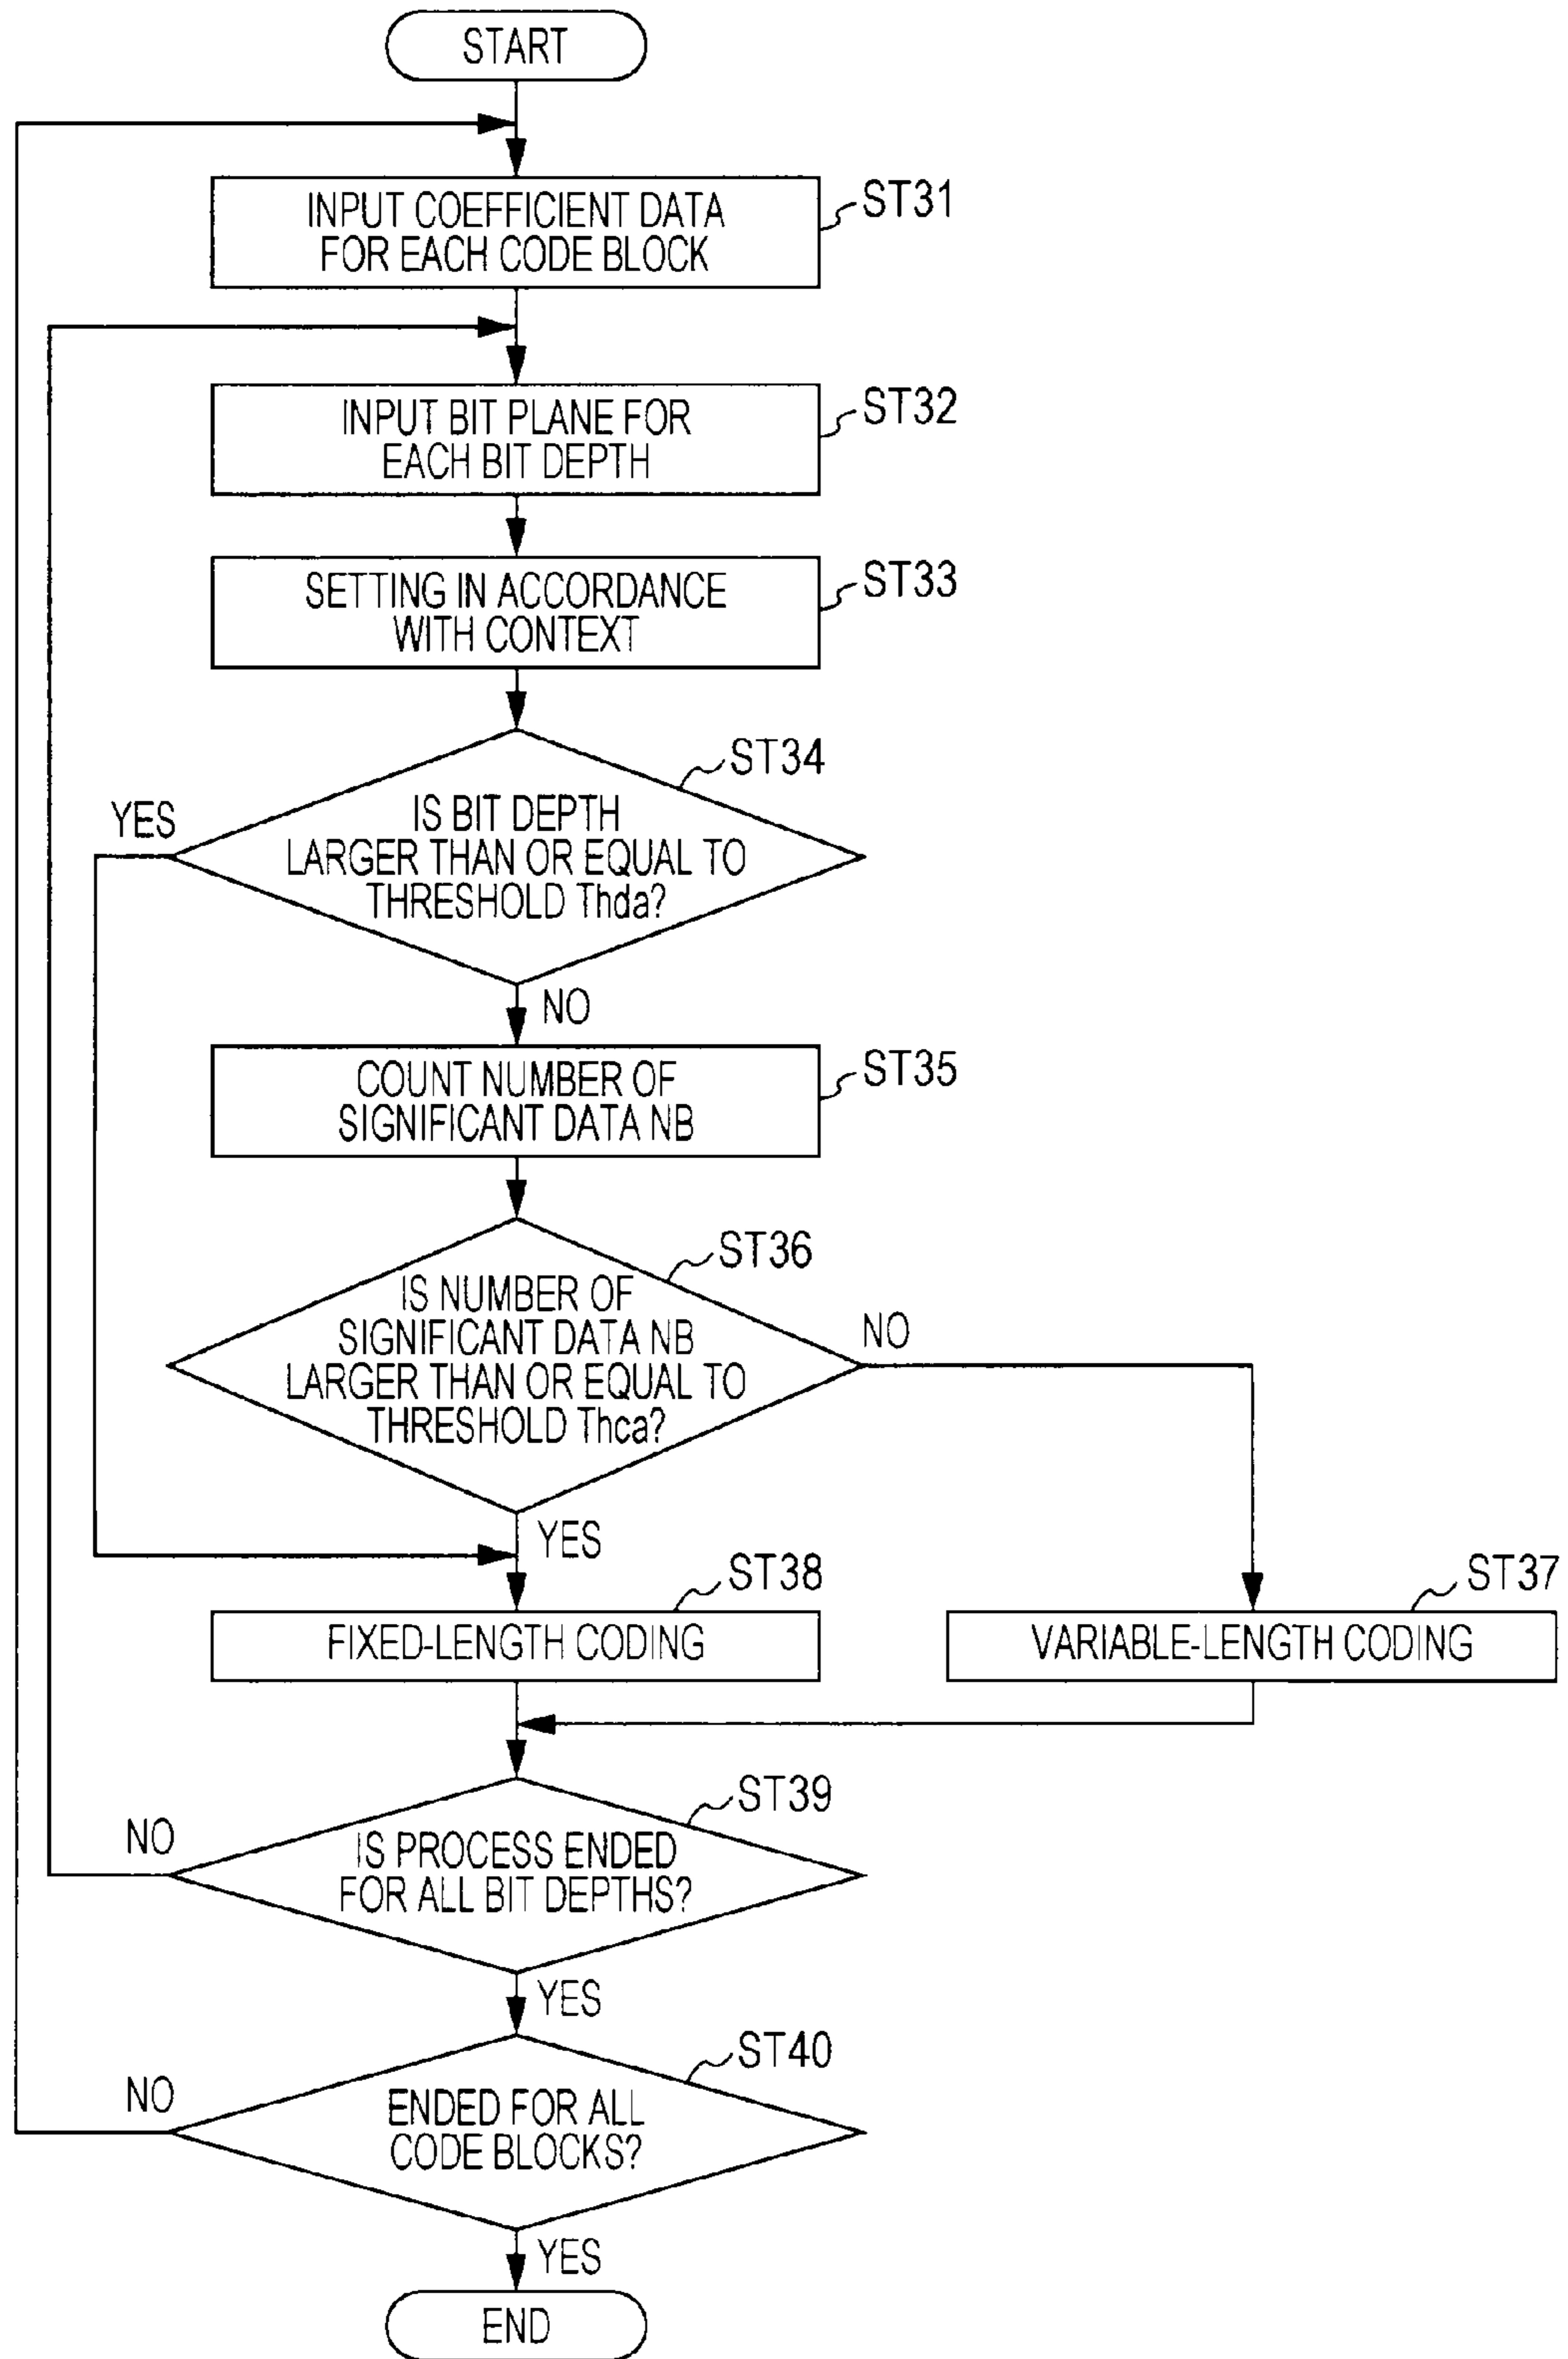 START
INPUT COEFFICIENT DATA
FOR EACH CODE BLOCK
ST31
INPUT BIT PLANE FOR
EACH BIT DEPTH
ST32
SETTING IN ACCORDANCE
WITH CONTEXT
ST33
ST34
YES
IS BIT DEPTH
LARGER THAN OR EQUAL TO
THRESHOLD Thda?
NO
COUNT NUMBER OF
SIGNIFICANT DATA NB
ST35
ST36
IS NUMBER OF
SIGNIFICANT DATA NB
LARGER THAN OR EQUAL TO
THRESHOLD Thca?
NO
YES
ST38
FIXED-LENGTH CODING
ST37
VARIABLE-LENGTH CODING
ST39
NO
IS PROCESS ENDED
FOR ALL BIT DEPTHS?
YES
ST40
NO
ENDED FOR ALL
CODE BLOCKS?
YES
END